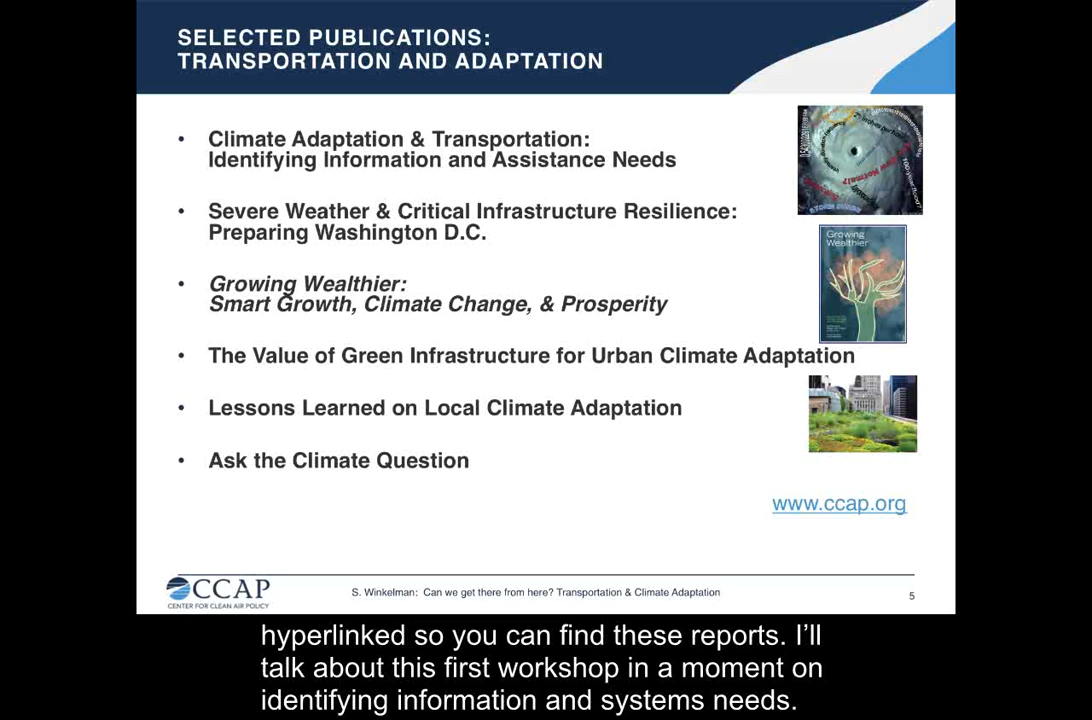 SELECTED PUBLICATIONS:
TRANSPORTATION AND ADAPTATION
• Climate Adaptation & Transportation:
Identifying Information and Assistance Needs
• Severe Weather & Critical Infrastructure Resilience:
Preparing Washington D.C.
• Growing Wealthier:
Smart Growth, Climate Change, & Prosperity
Growing
Wealthier
• The Value of Green Infrastructure for Urban Climate Adaptation
• Lessons Learned on Local Climate Adaptation
• Ask the Climate Question
www.ccap.org
CCAP
CENTER FOR CLEAN AIR POLICY
S. Winkelman: Can we get there from here? Transportation & Climate Adaptation
5
hyperlinked so you can find these reports. I’ll
talk about this first workshop in a moment on
identifying information and systems needs.